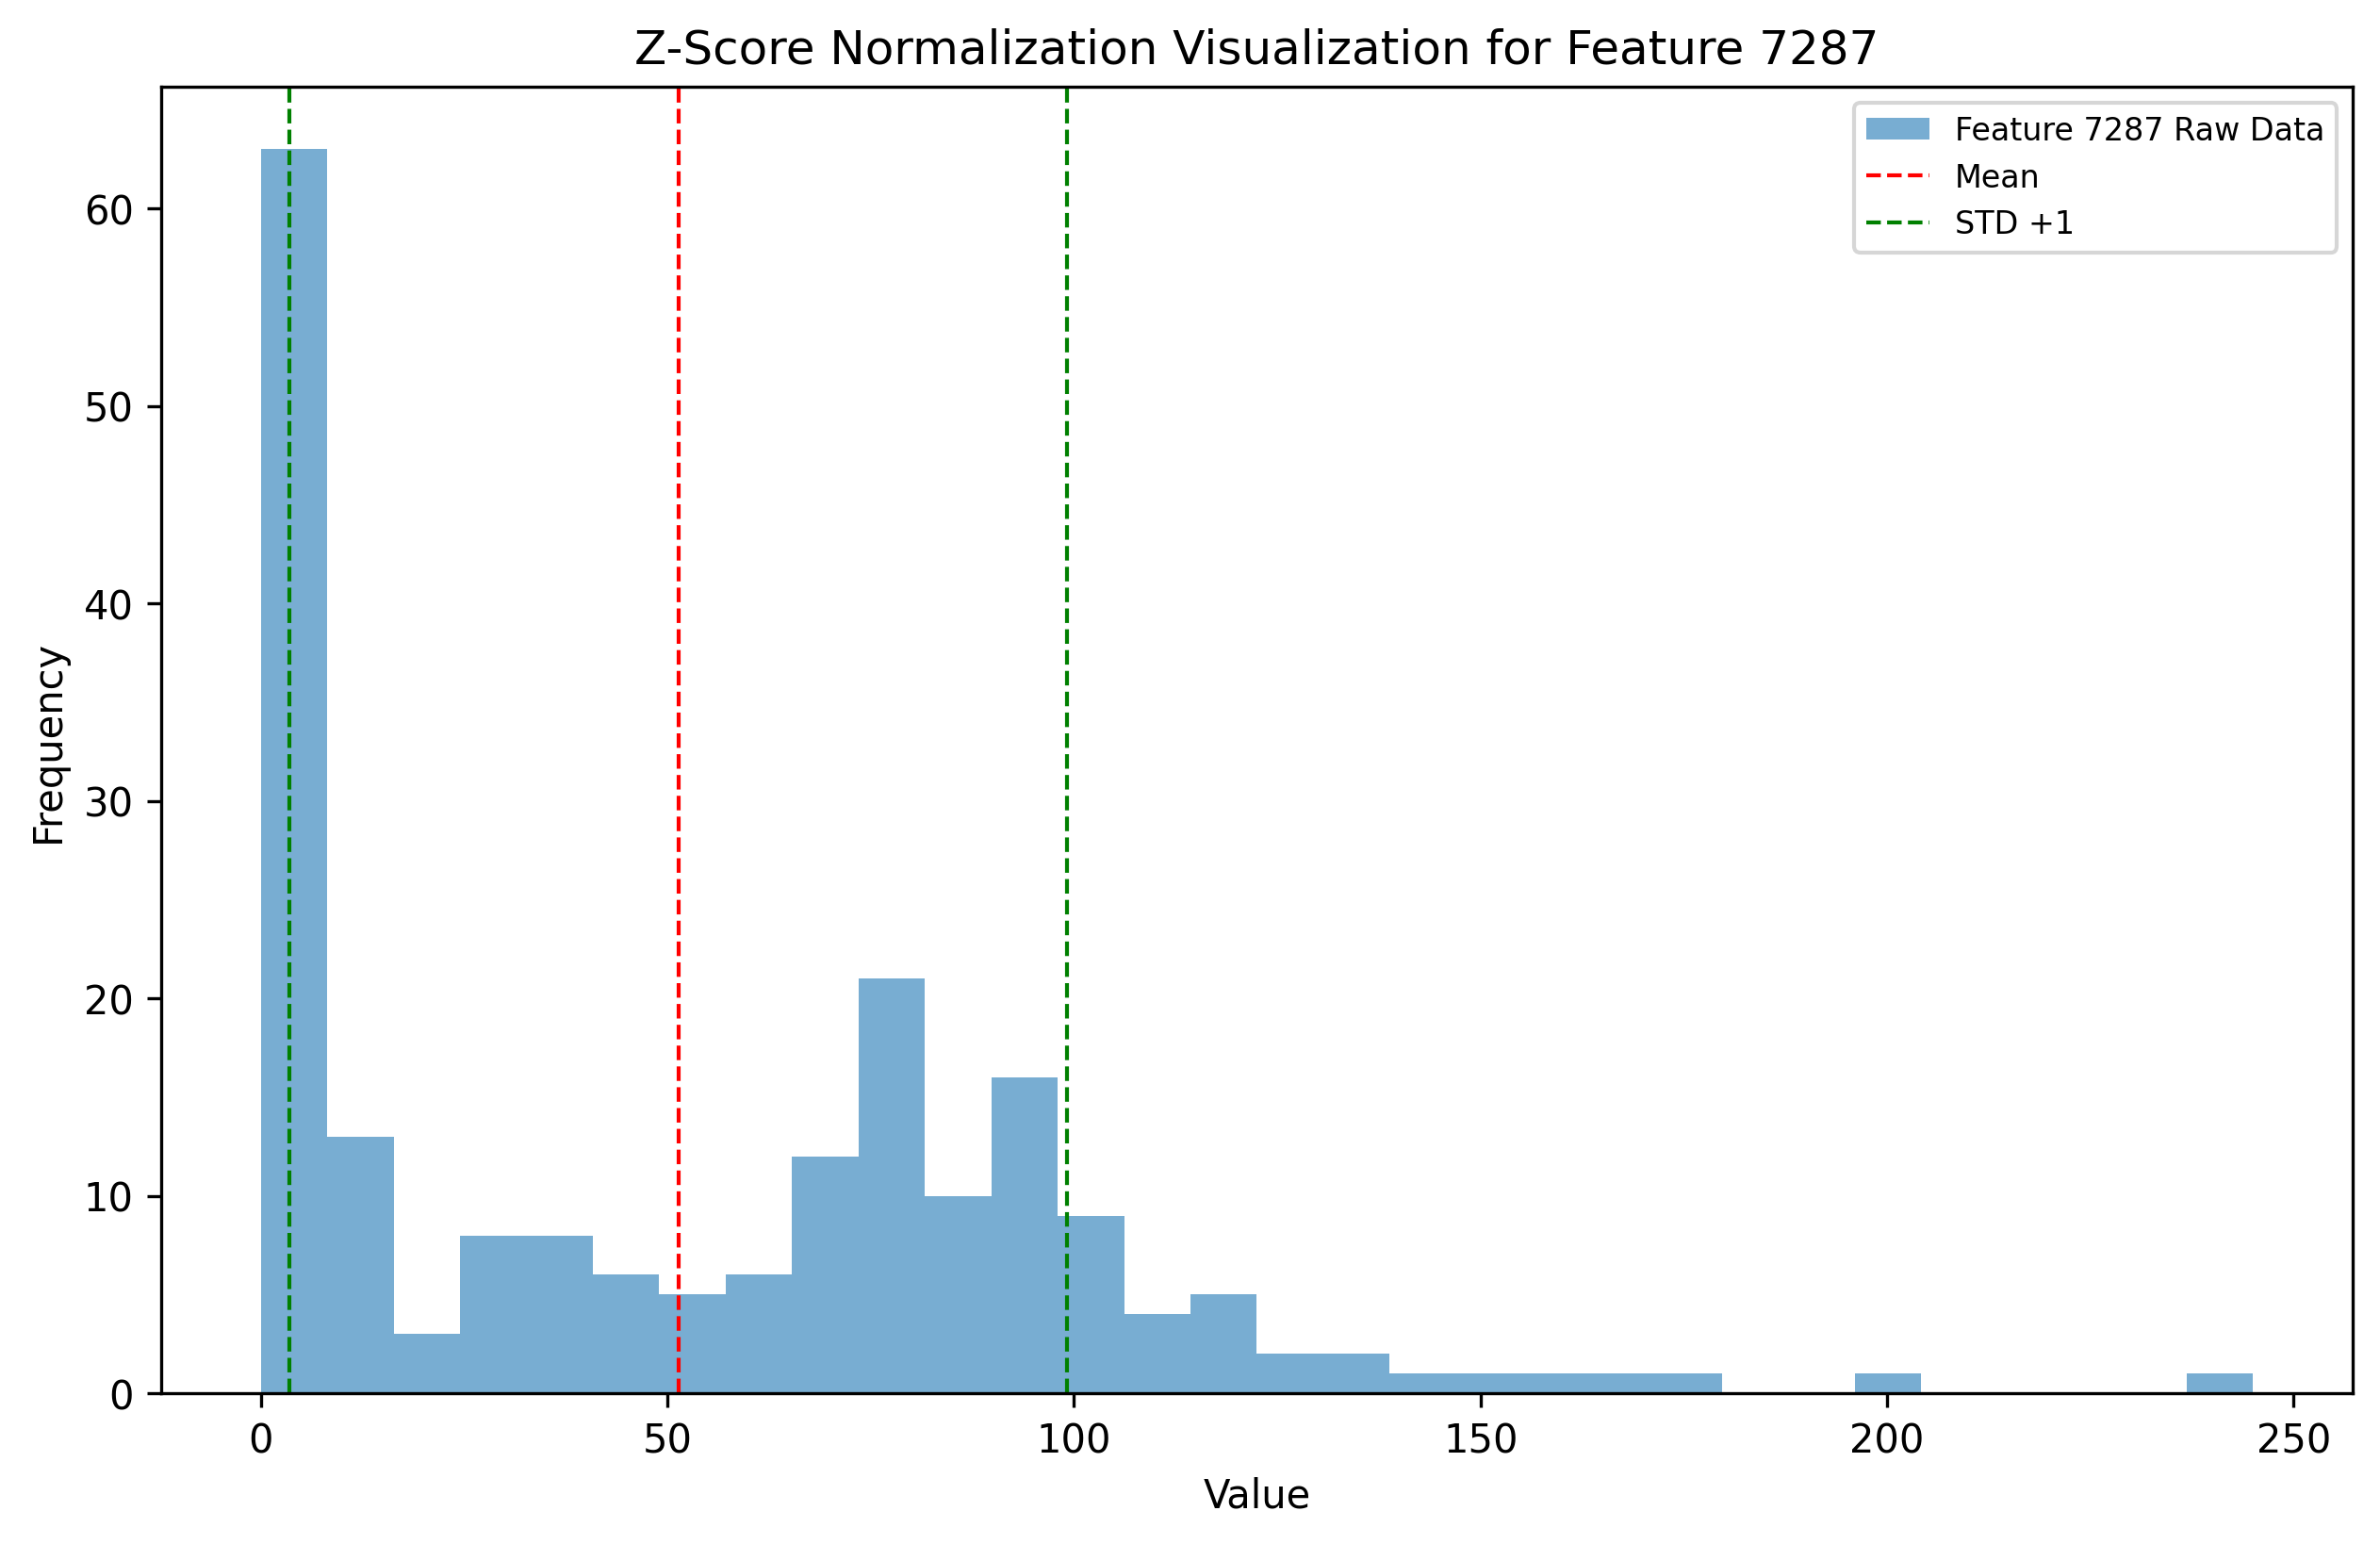 Z-Score Normalization Visualization for Feature 7287
Feature 7287 Raw Data
Mean
STD +1
60
50
40
30
20
10
0
Frequency
0 50 100 150 200 250
Value